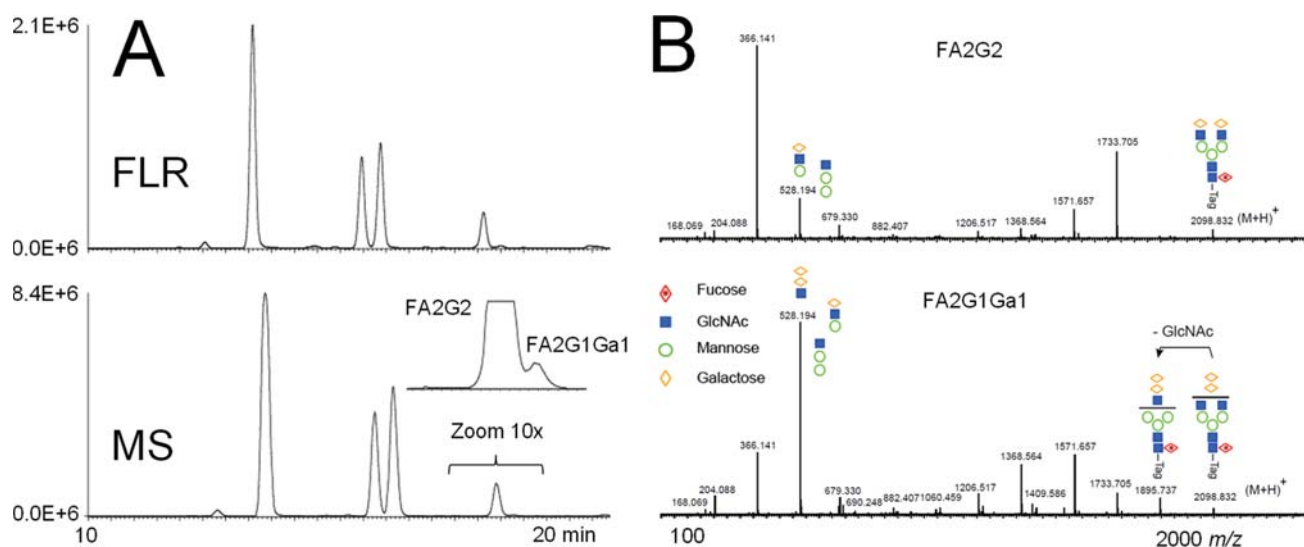 A
2.1E+6
FLR
0.0E+6
8.4E+6
FA2G2
FA2G1Ga1
Zoom 10x
MS
0.0E+6
10
20 min
B
366.141
FA2G2
1733.705
528.194
1571.657
Tag
168.069
204.088
679.330
882.407
1206.517
1368.564
2098.832
(M+H)+
FA2G1Ga1
Fucose
GlcNAc
Mannose
Galactose
528.194
- GlcNAc
366.141
1571.657
1368.564
Tag
Tag
204.088
168.069
679.330
690.248
882.407
1060.459
1206.517
1409.586
1733.705
1895.737
2098.832
(M+H)+
100
2000 m/z